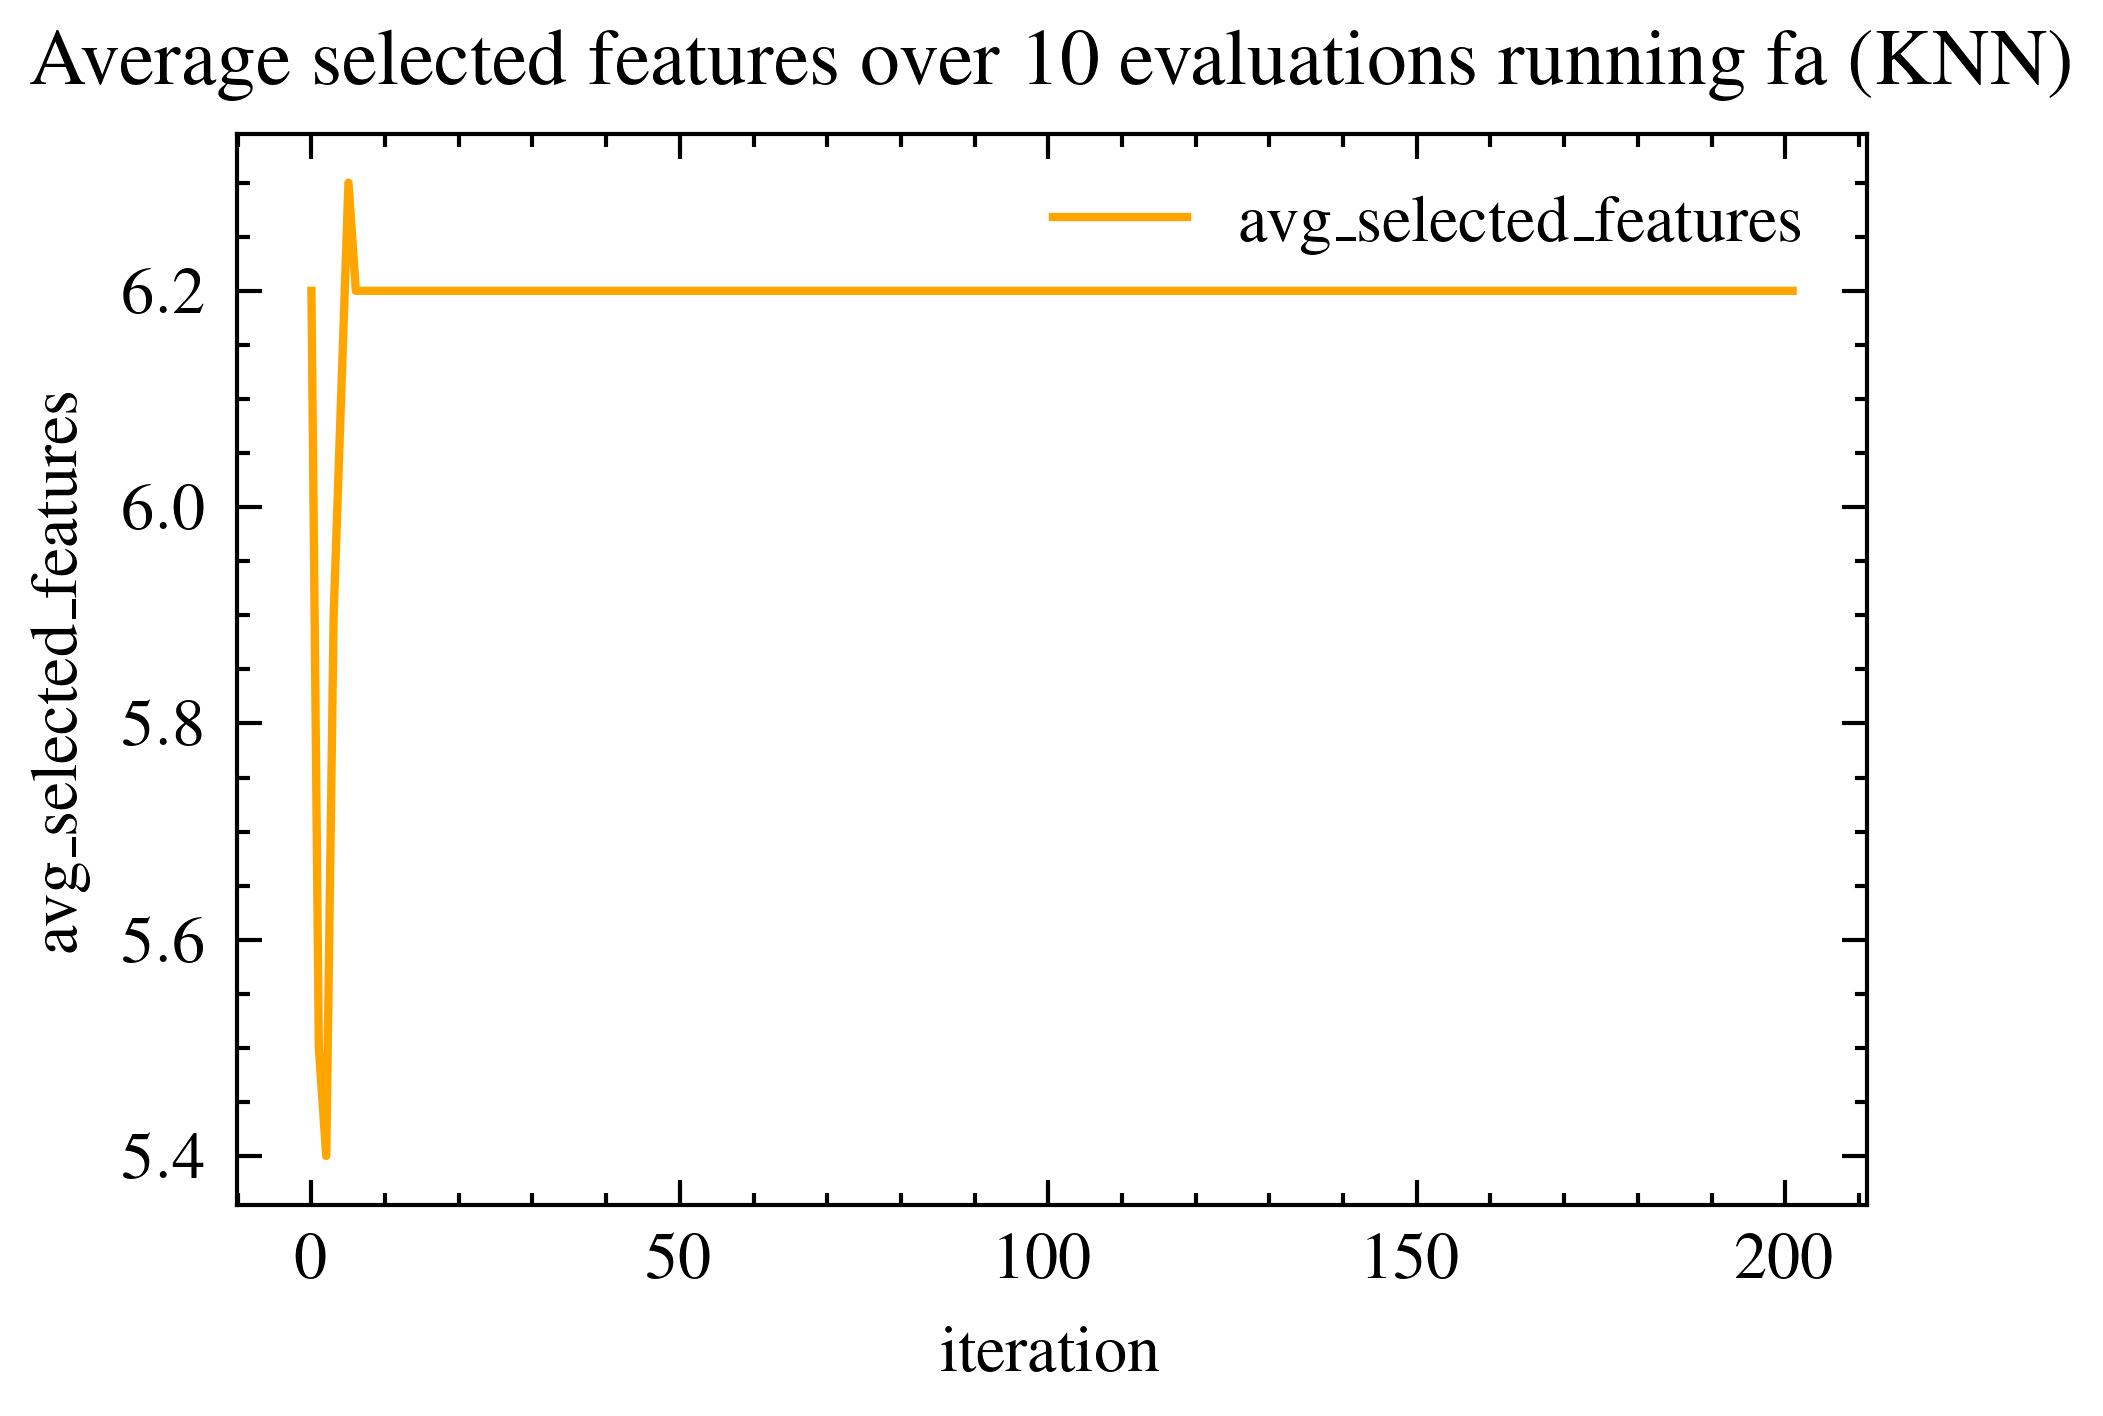 Average selected features over 10 evaluations running fa (KNN)
avg_selected_features
6.2
6.0
5.8
5.6
5.4
avg_selected_features
0 50 100 150 200
iteration